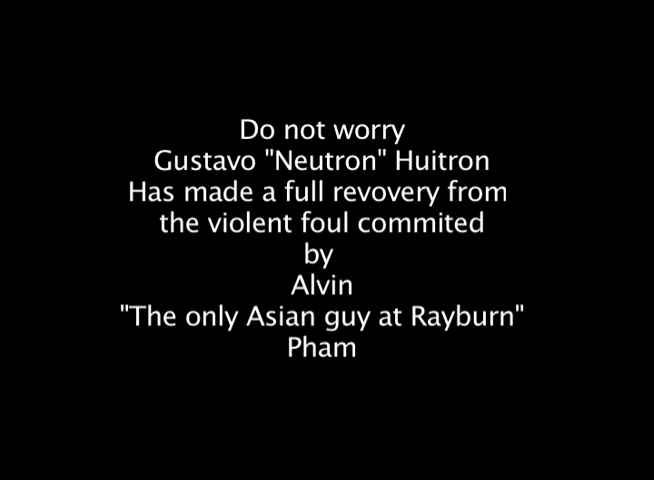 Do not worry
Gustavo "Neutron" Huitron
Has made a full revovery from
the violent foul commited
by
Alvin
"The only Asian guy at Rayburn"
Pham